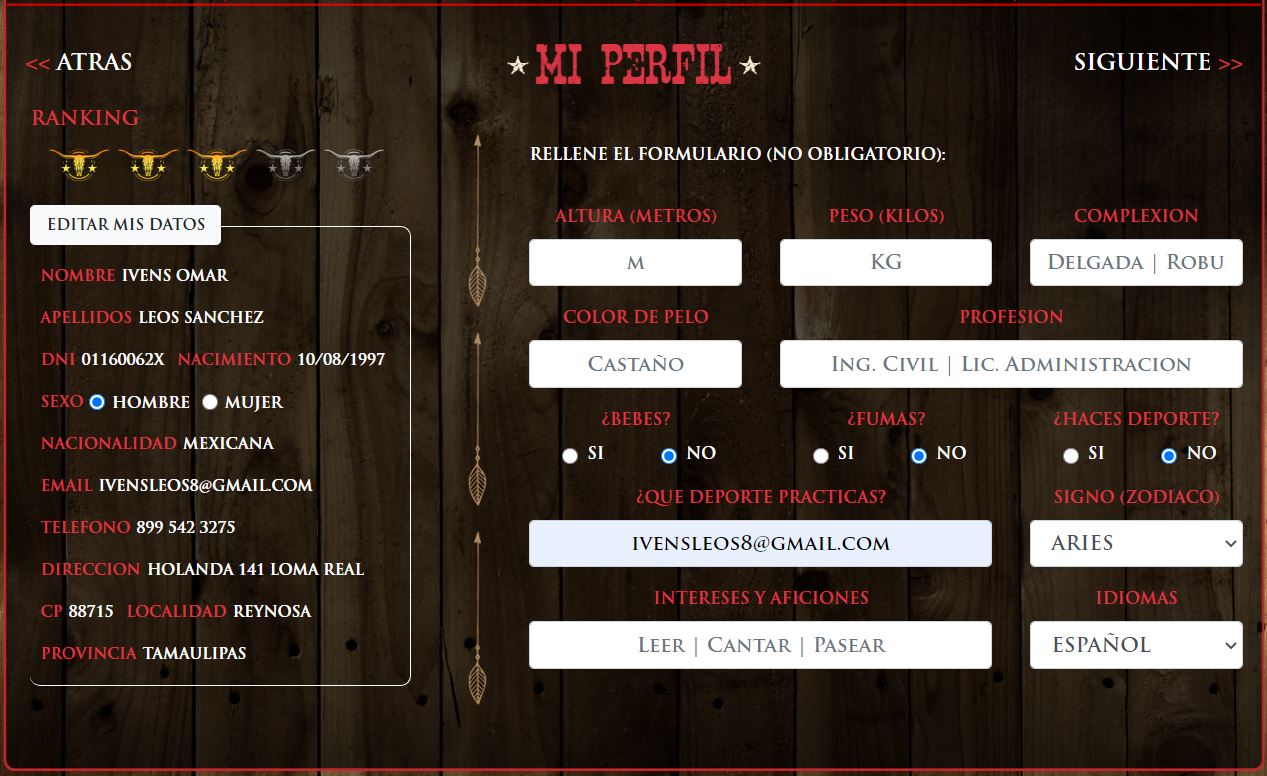 << ATRAS
MI PERFIL
SIGUIENTE >>
RANKING
EDITAR MIS DATOS
NOMBRE IVENS OMAR
APELLIDOS LEOS SANCHEZ
DNI 01160062X NACIMIENTO 10/08/1997
SEXO HOMBRE MUJER
NACIONALIDAD MEXICANA
EMAIL IVENSLEOS8@GMAIL.COM
TELEFONO 899 542 3275
DIRECCION HOLANDA 141 LOMA REAL
CP 88715 LOCALIDAD REYNOSA
PROVINCIA TAMAULIPAS
RELLENE EL FORMULARIO (NO OBLIGATORIO):
ALTURA (METROS) PESO (KILOS) COMPLEXION
M KG DELGADA | ROBU
COLOR DE PELO PROFESION
CASTAÑO ING. CIVIL | LIC. ADMINISTRACION
¿BEBES? ¿FUMAS? ¿HACES DEPORTE?
SI NO SI NO SI NO
¿QUE DEPORTE PRACTICAS? SIGNO (ZODIACO)
IVENSLEOS8@GMAIL.COM ARIES
INTERESES Y AFICIONES IDIOMAS
LEER | CANTAR | PASEAR ESPAÑOL